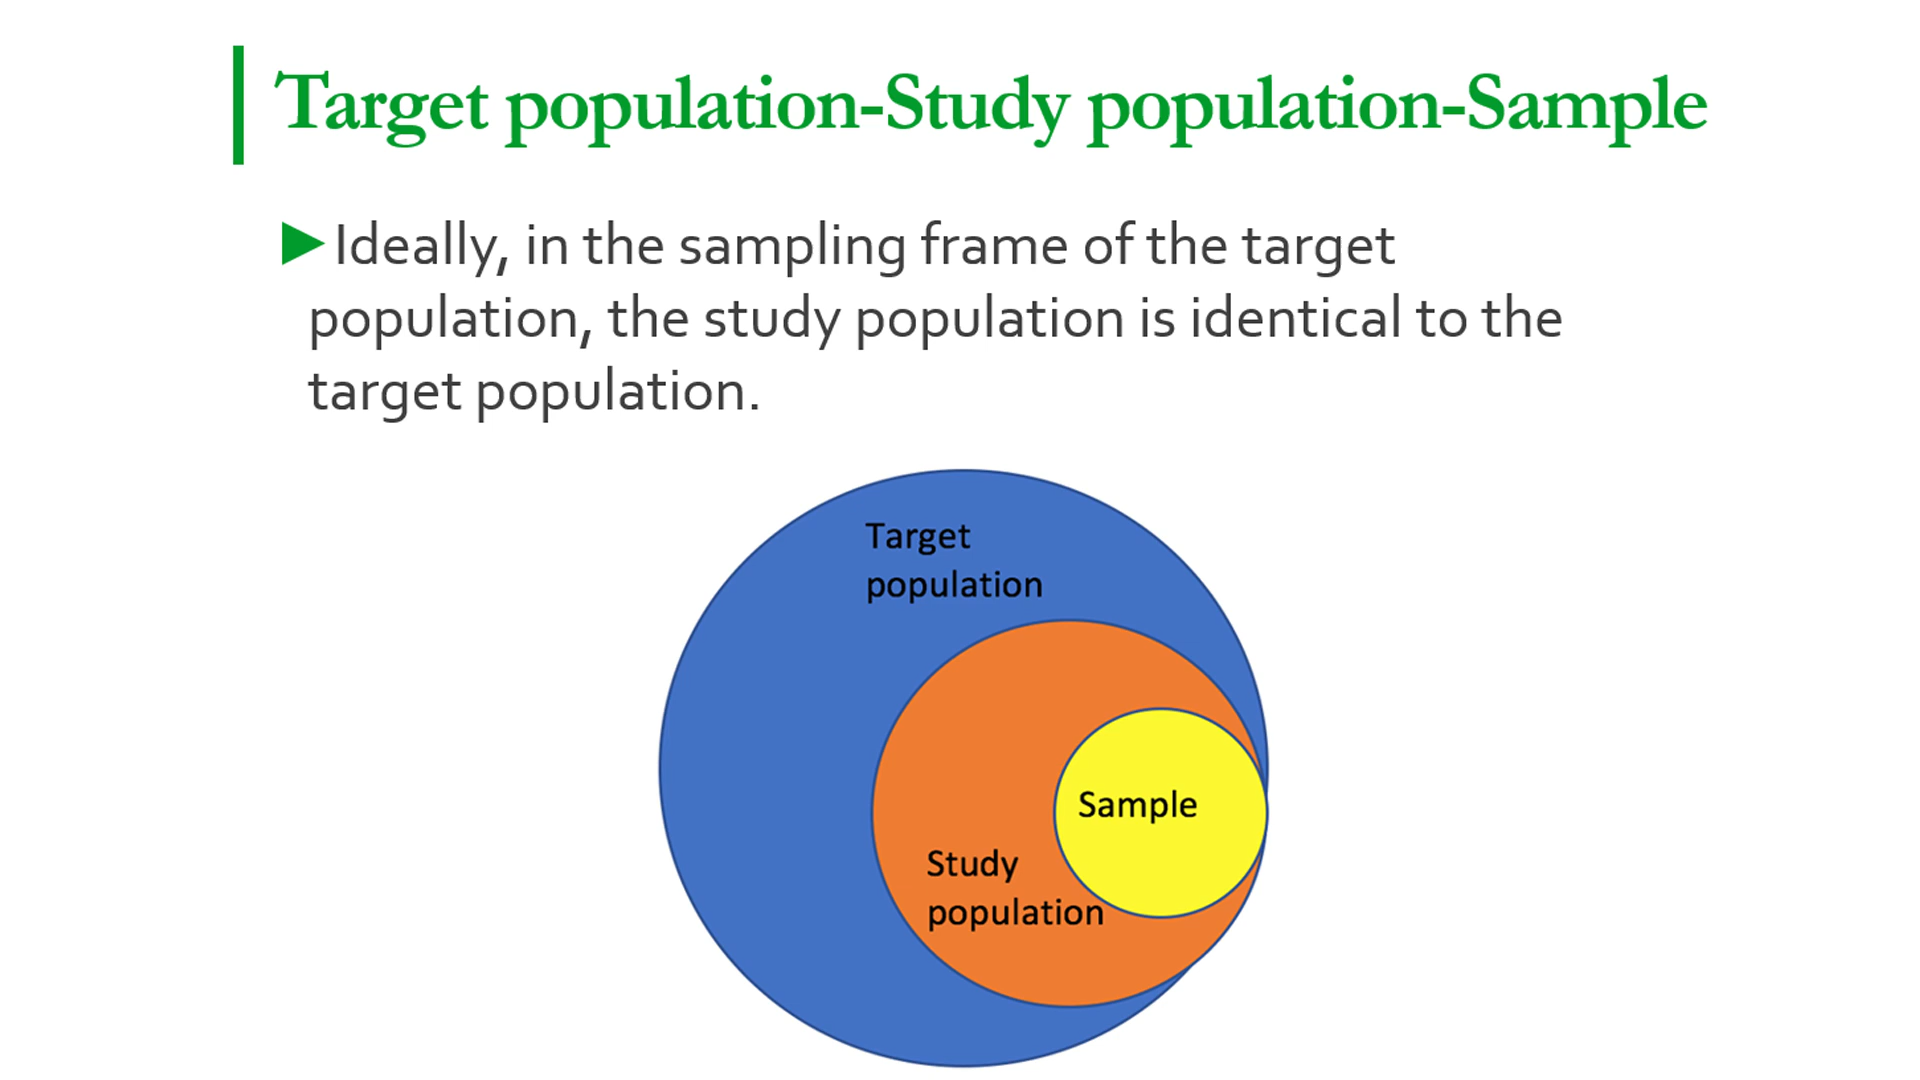 Target population-Study population-Sample
Ideally, in the sampling frame of the target
population, the study population is identical to the
target population.
Target
population
Sample
Study
population